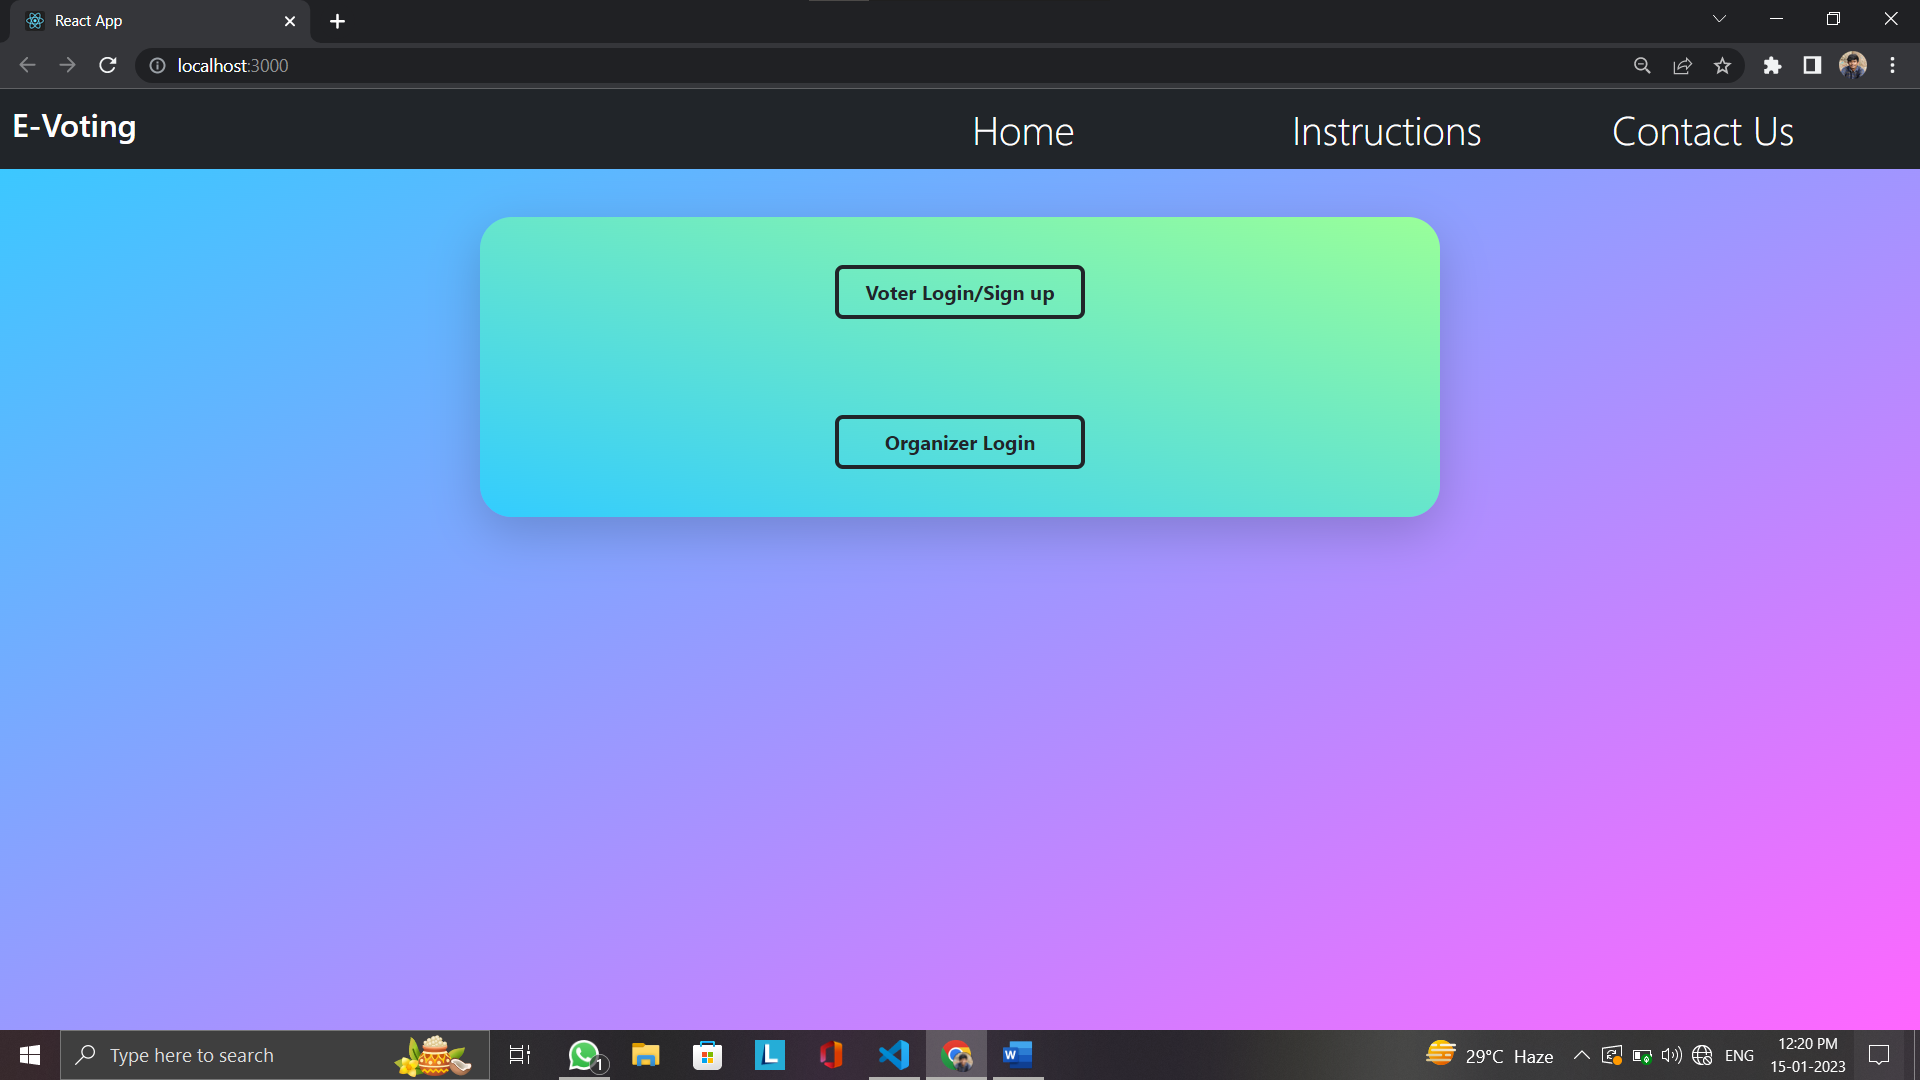 React App
localhost:3000
E-Voting
Home
Instructions
Contact Us
Voter Login/Sign up
Organizer Login
Type here to search
1
L
W
29°C Haze
ENG
12:20 PM
15-01-2023